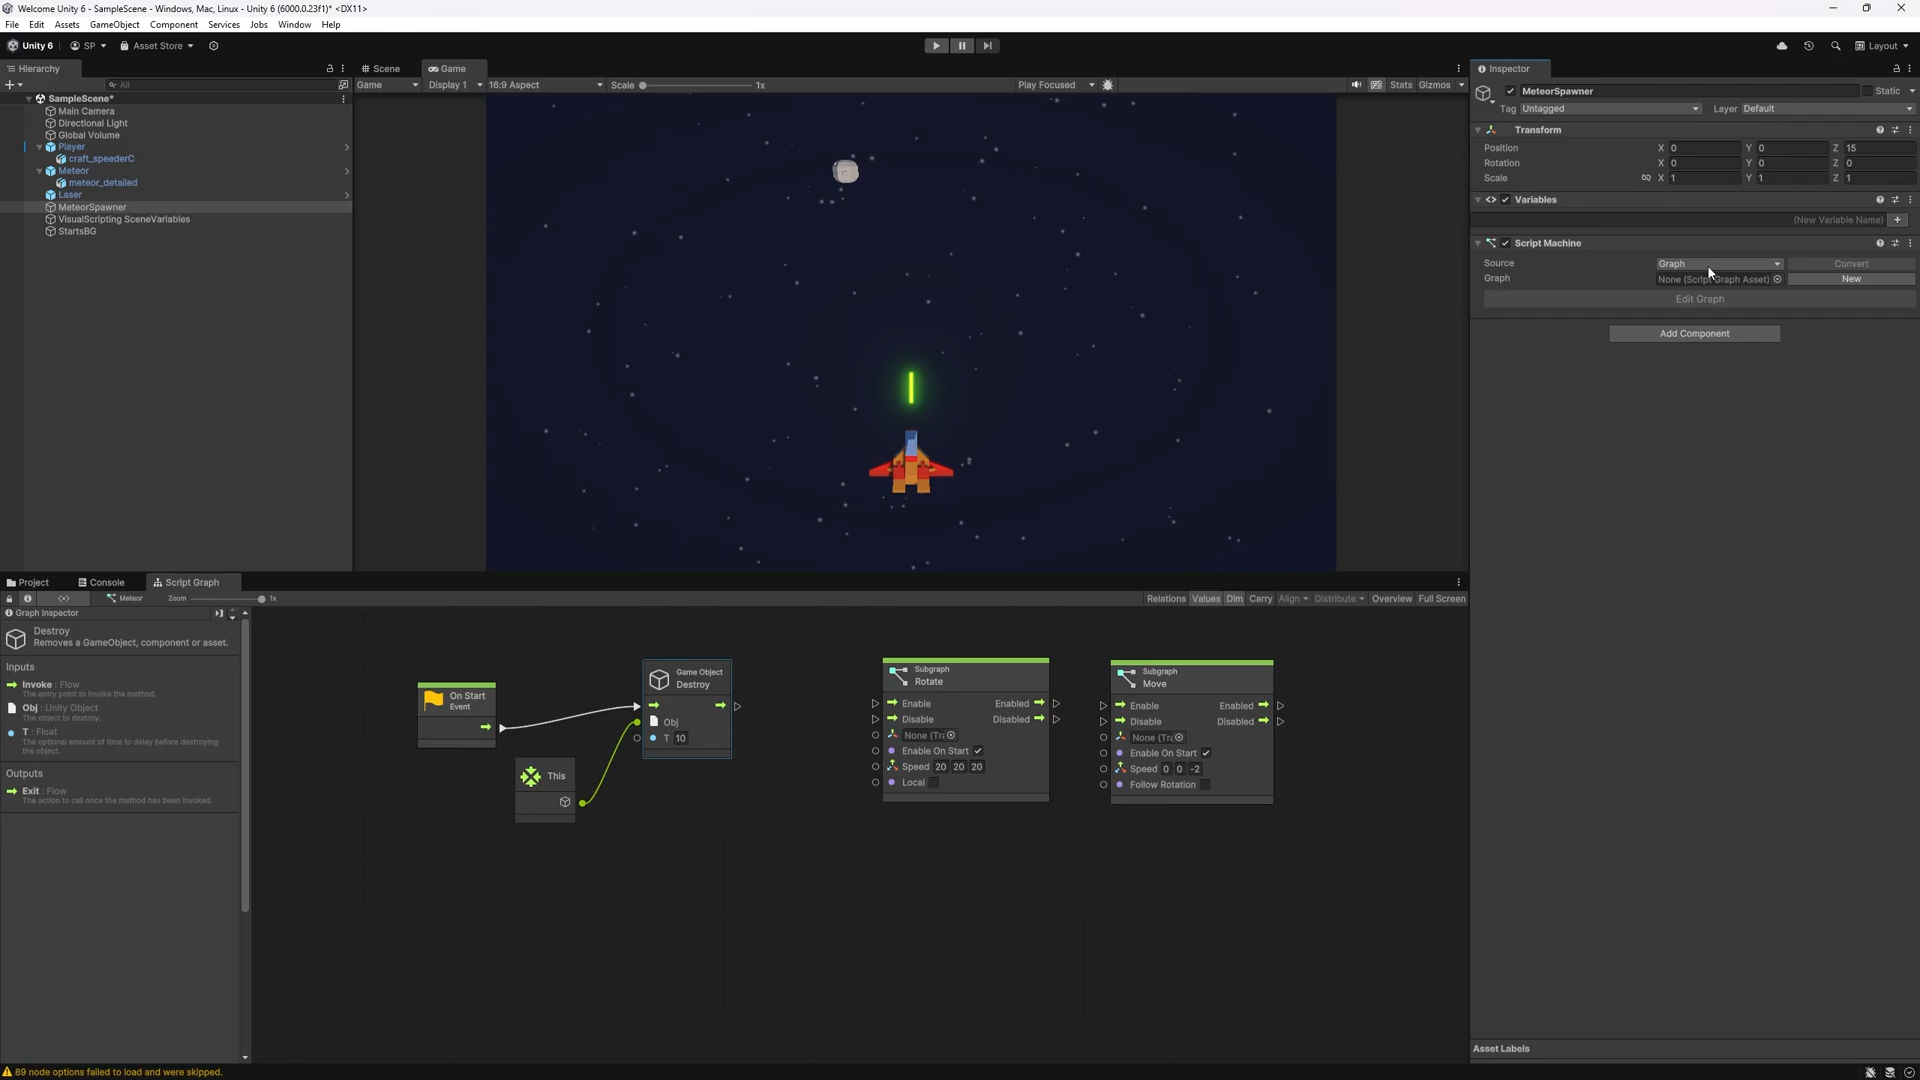 Welcome Unity 6 - SampleScene - Windows, Mac, Linux - Unity 6 (6000.0.23f1)* <DX11>
File Edit Assets GameObject Component Services Jobs Window Help
Unity 6 SP Asset Store Layout
Hierarchy
All
SampleScene*
Main Camera
Directional Light
Global Volume
Player
craft_speederC
Meteor
meteor_detailed
Laser
MeteorSpawner
VisualScripting SceneVariables
StartsBG
Scene Game
Game Display 1 16:9 Aspect Scale 1x Play Focused Stats Gizmos
Inspector
MeteorSpawner Static
Tag Untagged Layer Default
Transform
Position X 0 Y 0 Z 15
Rotation X 0 Y 0 Z 0
Scale X 1 Y 1 Z 1
Variables
(New Variable Name)
Script Machine
Source Graph Convert
Graph None (Script Graph Asset) New
Edit Graph
Add Component
Project Console Script Graph
Meteor Zoom 1x Relations Values Dim Carry Align Distribute Overview Full Screen
Graph Inspector
Destroy
Removes a GameObject, component or asset.
Inputs
Invoke : Flow
The entry point to invoke the method.
Obj : Unity Object
The object to destroy.
T : Float
The optional amount of time to delay before destroying
the object.
Outputs
Exit : Flow
The action to call once the method has been invoked.
On Start
Event
This
Game Object
Destroy
Obj
T 10
Subgraph
Rotate
Enable Enabled
Disable Disabled
None (Tra
Enable On Start
Speed 20 20 20
Local
Subgraph
Move
Enable Enabled
Disable Disabled
None (Tra
Enable On Start
Speed 0 0 -2
Follow Rotation
Asset Labels
89 node options failed to load and were skipped.